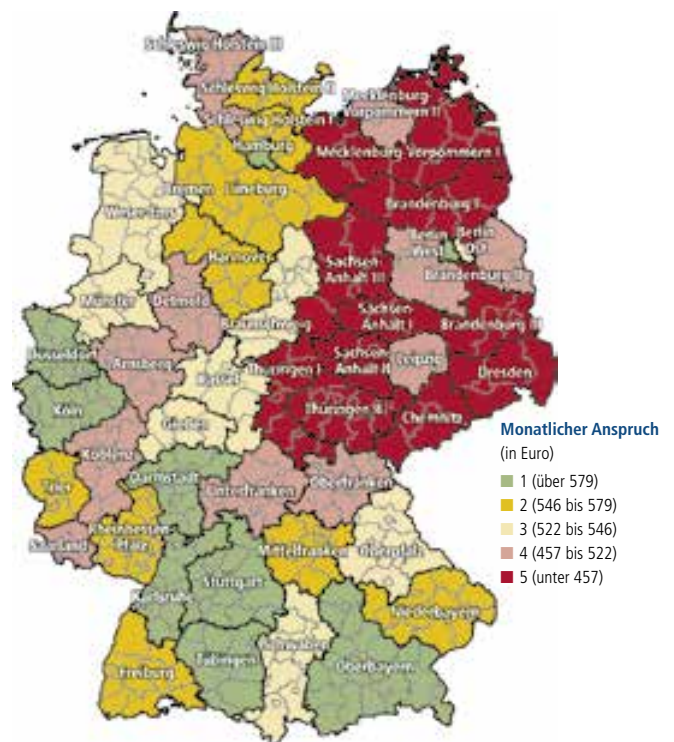 Schleswig Holstein III
Schleswig Holstein II
Schleswig Holstein I
Hamburg
Mecklenburg-
Vorpommern II
Mecklenburg-Vorpommern I
Bremen
Lüneburg
Weser-Ems
Brandenburg I
Berlin
West
Berlin
Ost
Brandenburg II
Hannover
Sachsen-
Anhalt III
Münster
Detmold
Braunschweig
Sachsen-
Anhalt I
Brandenburg III
Düsseldorf
Arnsberg
Kassel
Thüringen I
Sachsen-
Anhalt II
Leipzig
Dresden
Köln
Gießen
Thüringen II
Chemnitz
Koblenz
Darmstadt
Unterfranken
Oberfranken
Trier
Saarland
Rheinhessen-
Pfalz
Mittelfranken
Oberpfalz
Karlsruhe
Stuttgart
Niederbayern
Freiburg
Tübingen
Schwaben
Oberbayern
Monatlicher Anspruch
(in Euro)
1 (über 579)
2 (546 bis 579)
3 (522 bis 546)
4 (457 bis 522)
5 (unter 457)